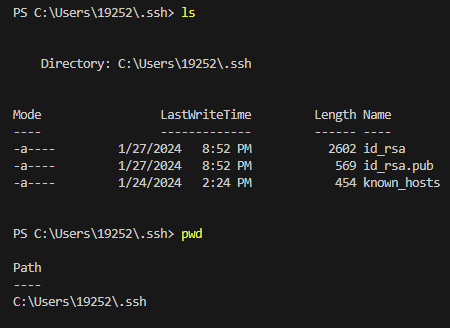 PS C:\Users\19252\.ssh> ls
Directory: C:\Users\19252\.ssh
Mode                 LastWriteTime         Length Name
----                 -------------         ------ ----
-a----         1/27/2024   8:52 PM           2602 id_rsa
-a----         1/27/2024   8:52 PM            569 id_rsa.pub
-a----         1/24/2024   2:24 PM            454 known_hosts
PS C:\Users\19252\.ssh> pwd
Path
----
C:\Users\19252\.ssh